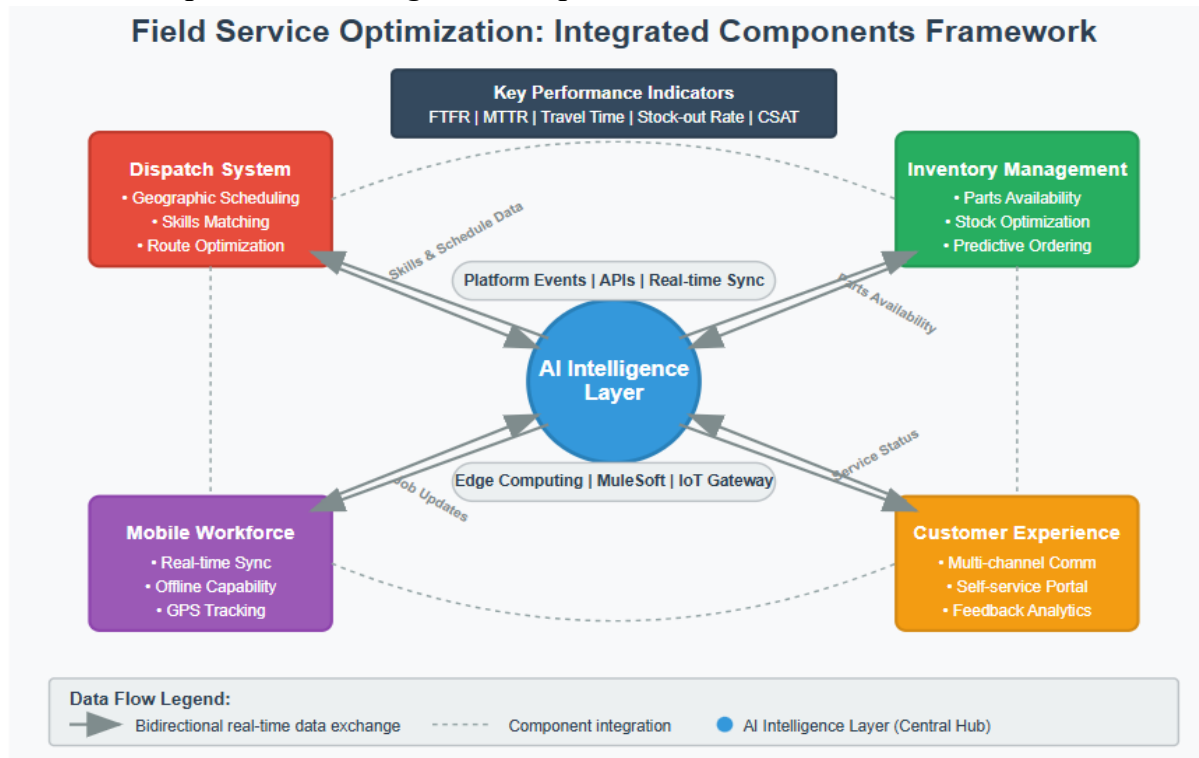 Field Service Optimization: Integrated Components Framework
Key Performance Indicators
FTFR | MTTR | Travel Time | Stock-out Rate | CSAT
Dispatch System
• Geographic Scheduling
• Skills Matching
• Route Optimization
Inventory Management
• Parts Availability
• Stock Optimization
• Predictive Ordering
Skills & Schedule Data
Platform Events | APIs | Real-time Sync
Parts Availability
AI Intelligence
Layer
Edge Computing | MuleSoft | IoT Gateway
Job Updates
Service Status
Mobile Workforce
• Real-time Sync
• Offline Capability
• GPS Tracking
Customer Experience
• Multi-channel Comm
• Self-service Portal
• Feedback Analytics
Data Flow Legend:
Bidirectional real-time data exchange
Component integration
AI Intelligence Layer (Central Hub)